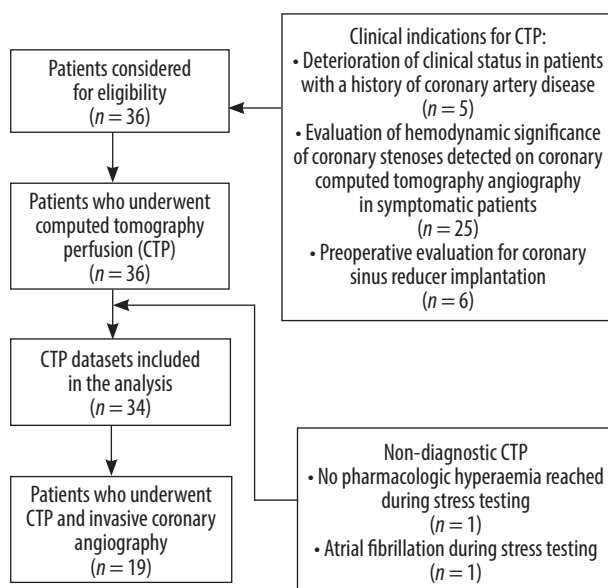 Patients considered
for eligibility
(n = 36)
Clinical indications for CTP:
• Deterioration of clinical status in patients
with a history of coronary artery disease
(n = 5)
• Evaluation of hemodynamic significance
of coronary stenoses detected on coronary
computed tomography angiography
in symptomatic patients
(n = 25)
• Preoperative evaluation for coronary
sinus reducer implantation
(n = 6)
Patients who underwent
computed tomography
perfusion (CTP)
(n = 36)
CTP datasets included
in the analysis
(n = 34)
Non-diagnostic CTP
• No pharmacologic hyperaemia reached
during stress testing
(n = 1)
• Atrial fibrillation during stress testing
(n = 1)
Patients who underwent
CTP and invasive coronary
angiography
(n = 19)